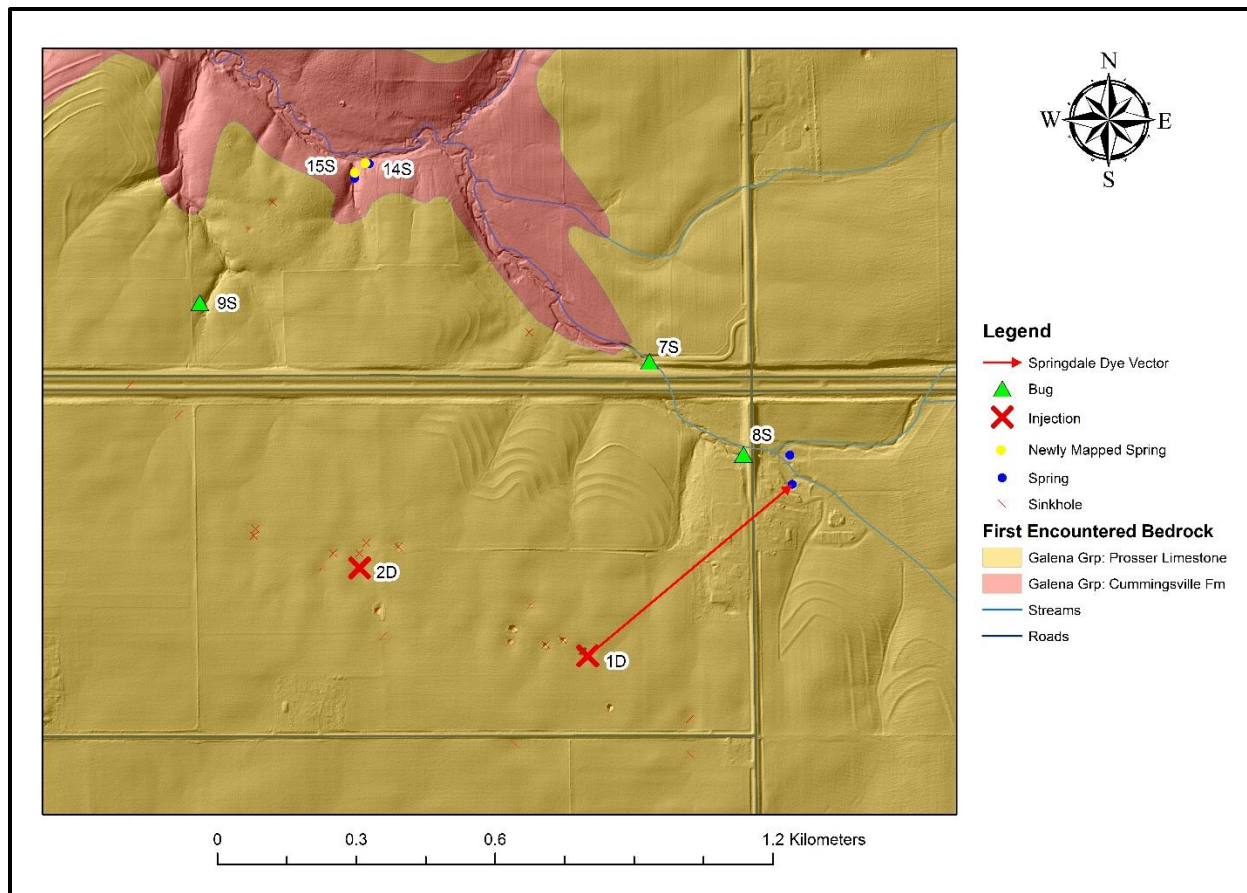 N
W E
S
15S 14S
9S
7S
8S
2D
1D
Legend
Springdale Dye Vector
Bug
Injection
Newly Mapped Spring
Spring
Sinkhole
First Encountered Bedrock
Galena Grp: Prosser Limestone
Galena Grp: Cummingsville Fm
Streams
Roads
0 0.3 0.6 1.2 Kilometers